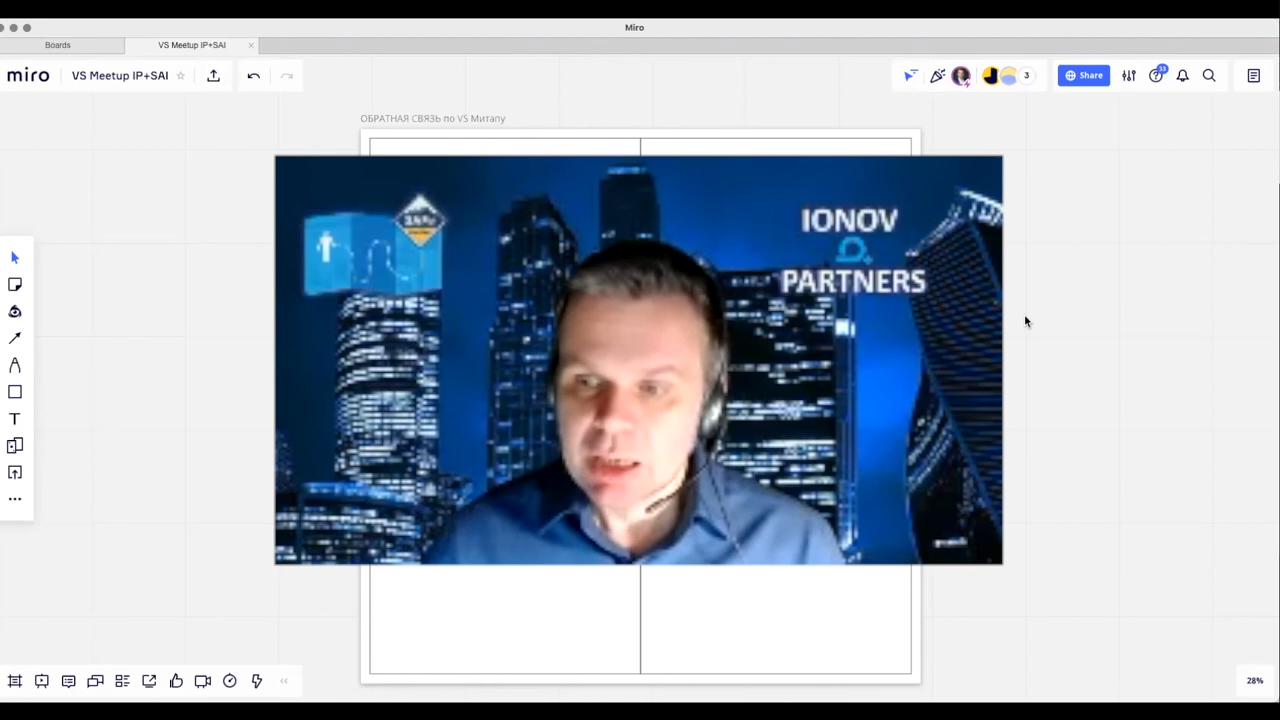 Miro
Boards
VS Meetup IP+SAI
miro
VS Meetup IP+SAI
3
Share
13
ОБРАТНАЯ СВЯЗЬ по VS Митапу
IONOV
PARTNERS
28%